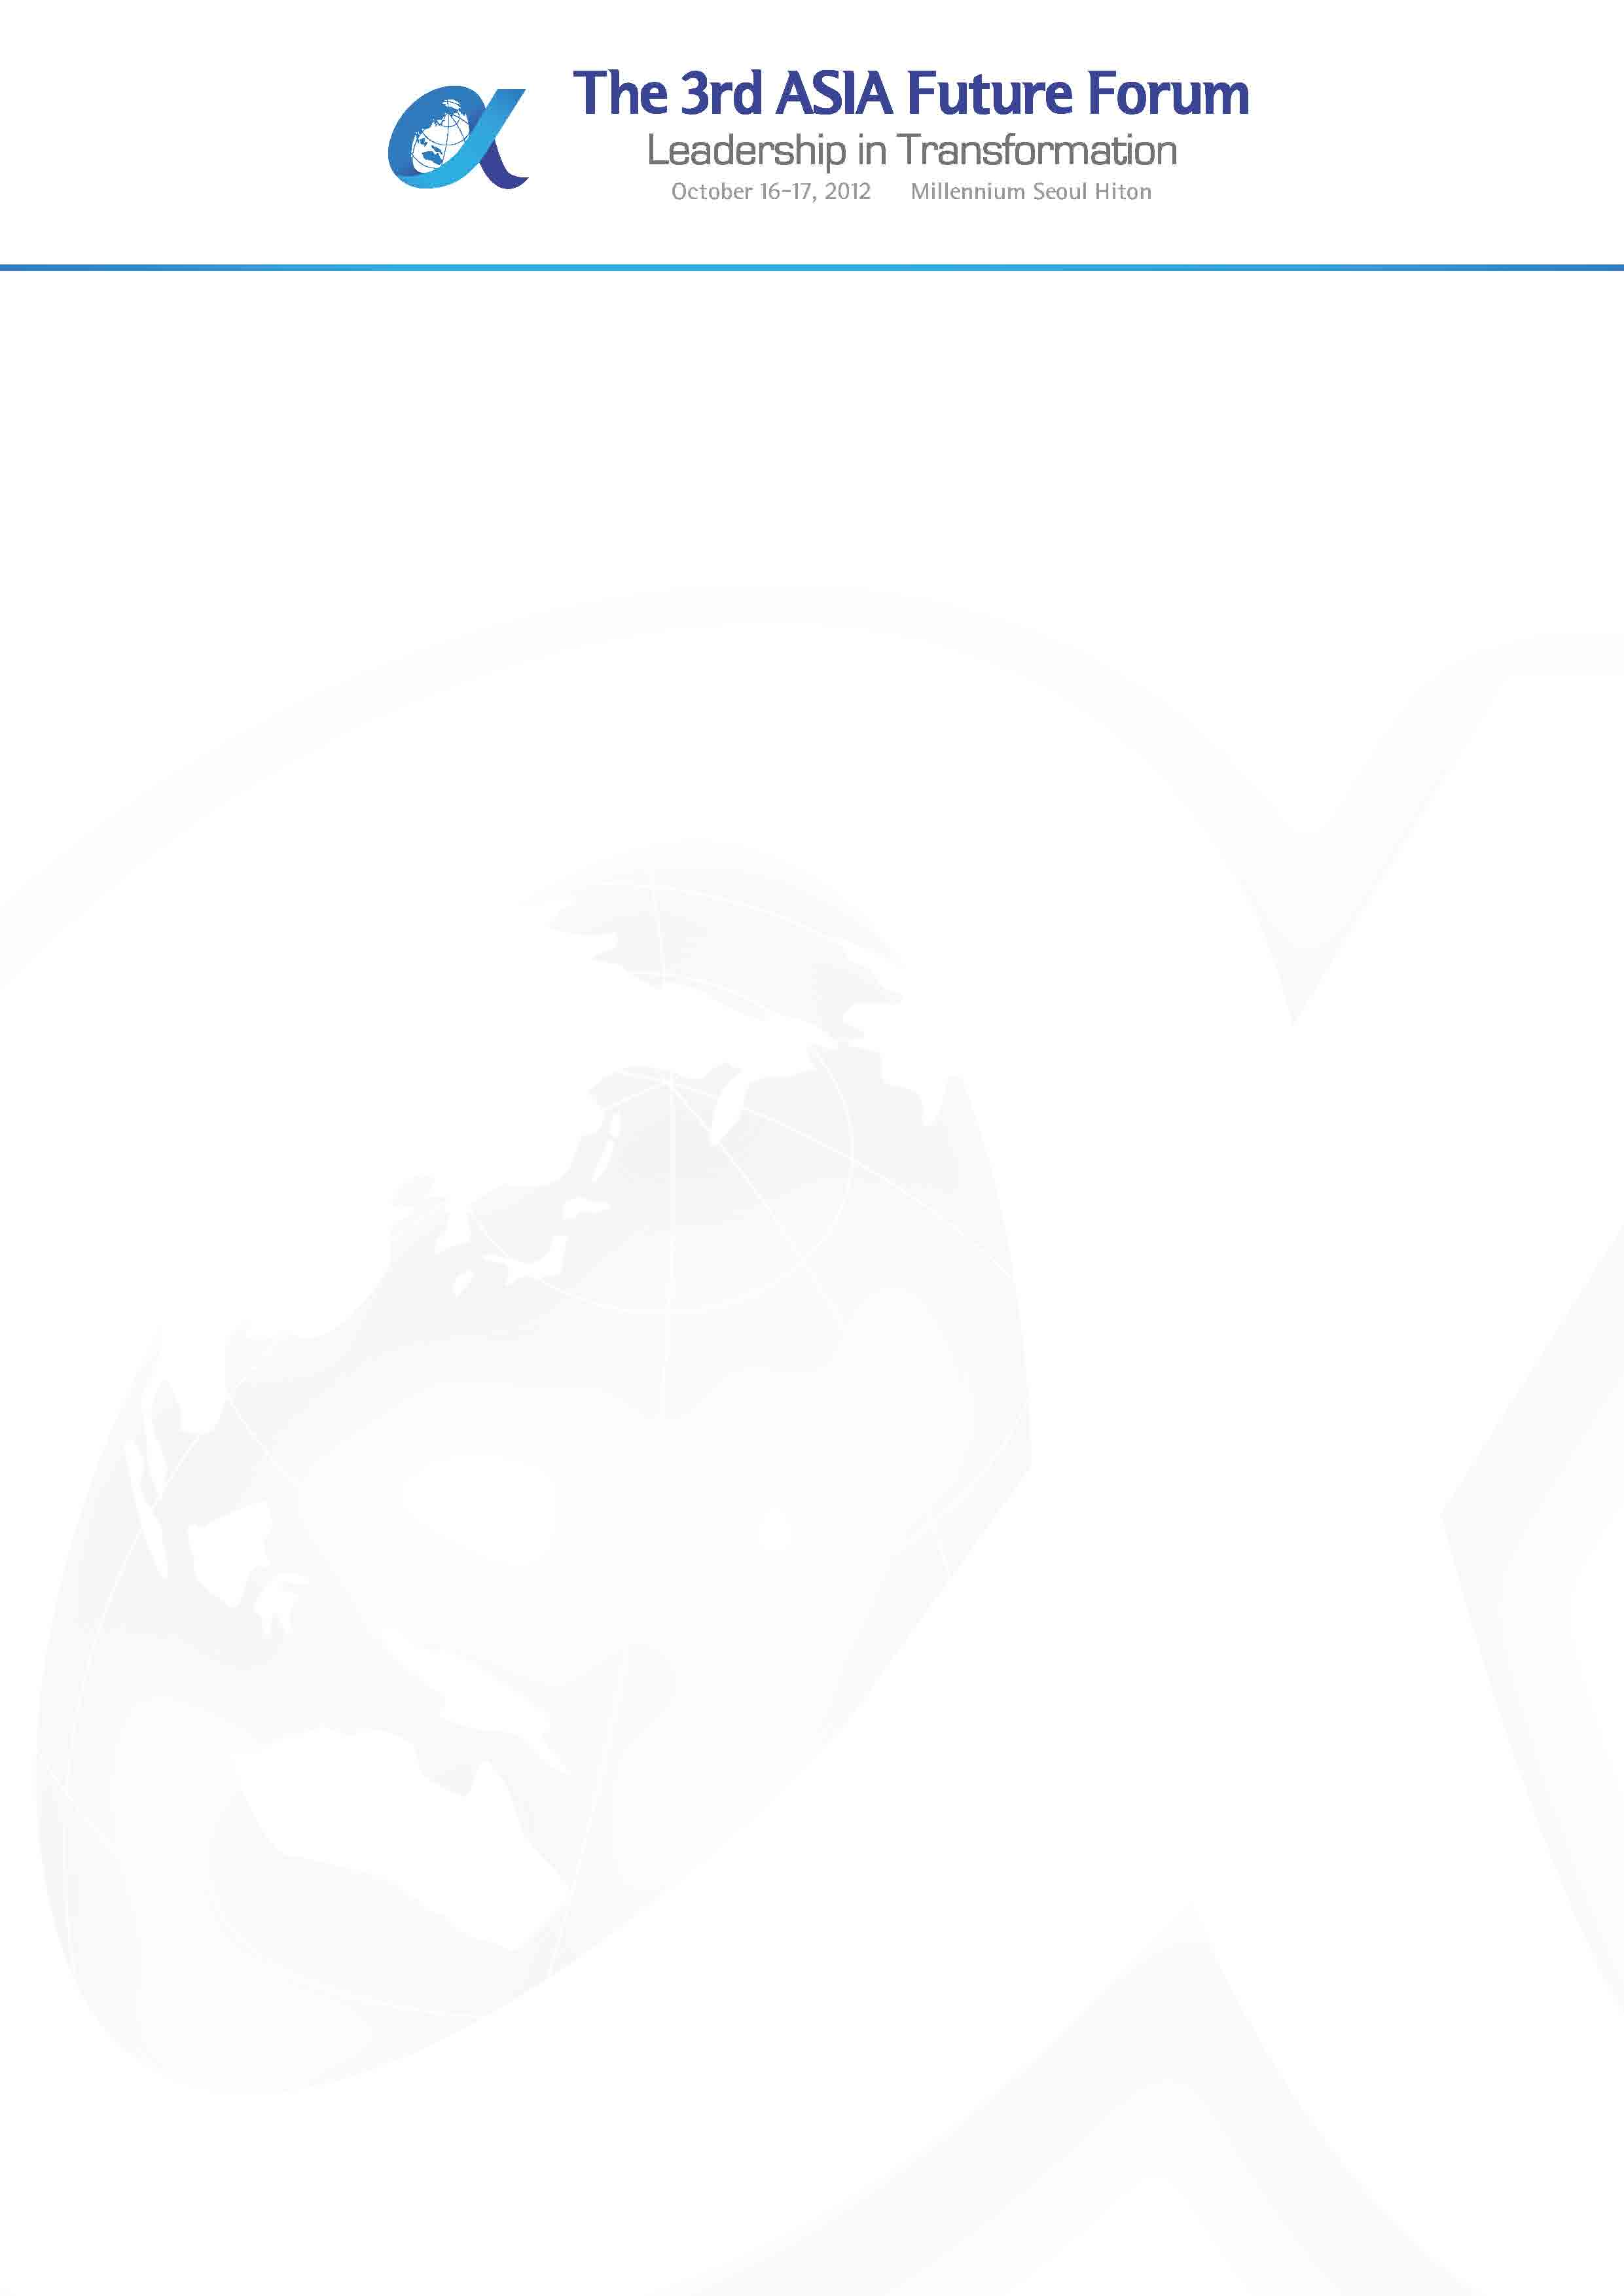 The 3rd ASIA Future Forum
Leadership in Transformation
October 16-17, 2012 Millennium Seoul Hiton